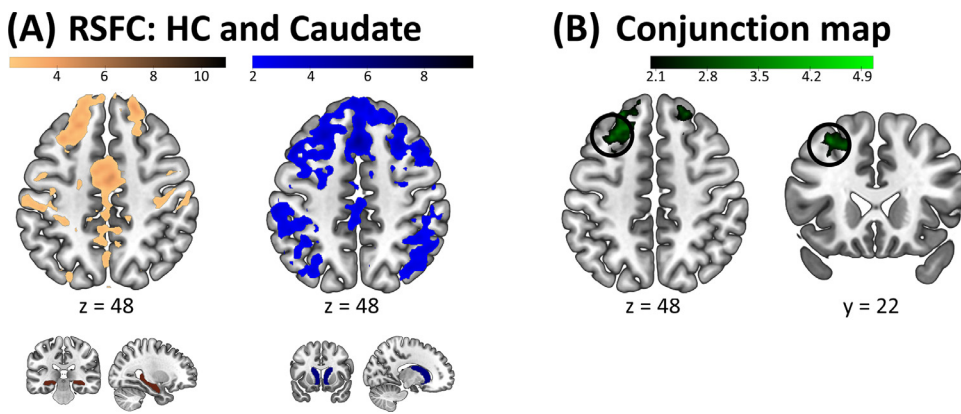 (A) RSFC: HC and Caudate
(B) Conjunction map
4 6 8 10
2 4 6 8
2.1 2.8 3.5 4.2 4.9
z = 48
z = 48
z = 48
y = 22